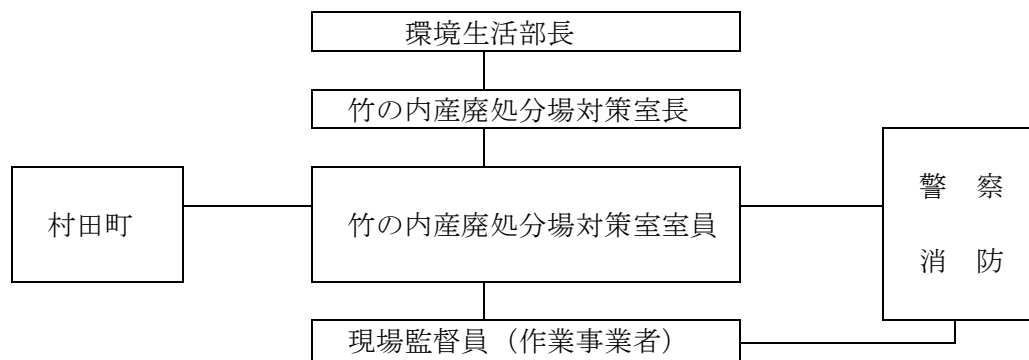 環境生活部長
竹の内産廃処分場対策室長
村田町
竹の内産廃処分場対策室室員
警　察
消　防
現場監督員（作業事業者）